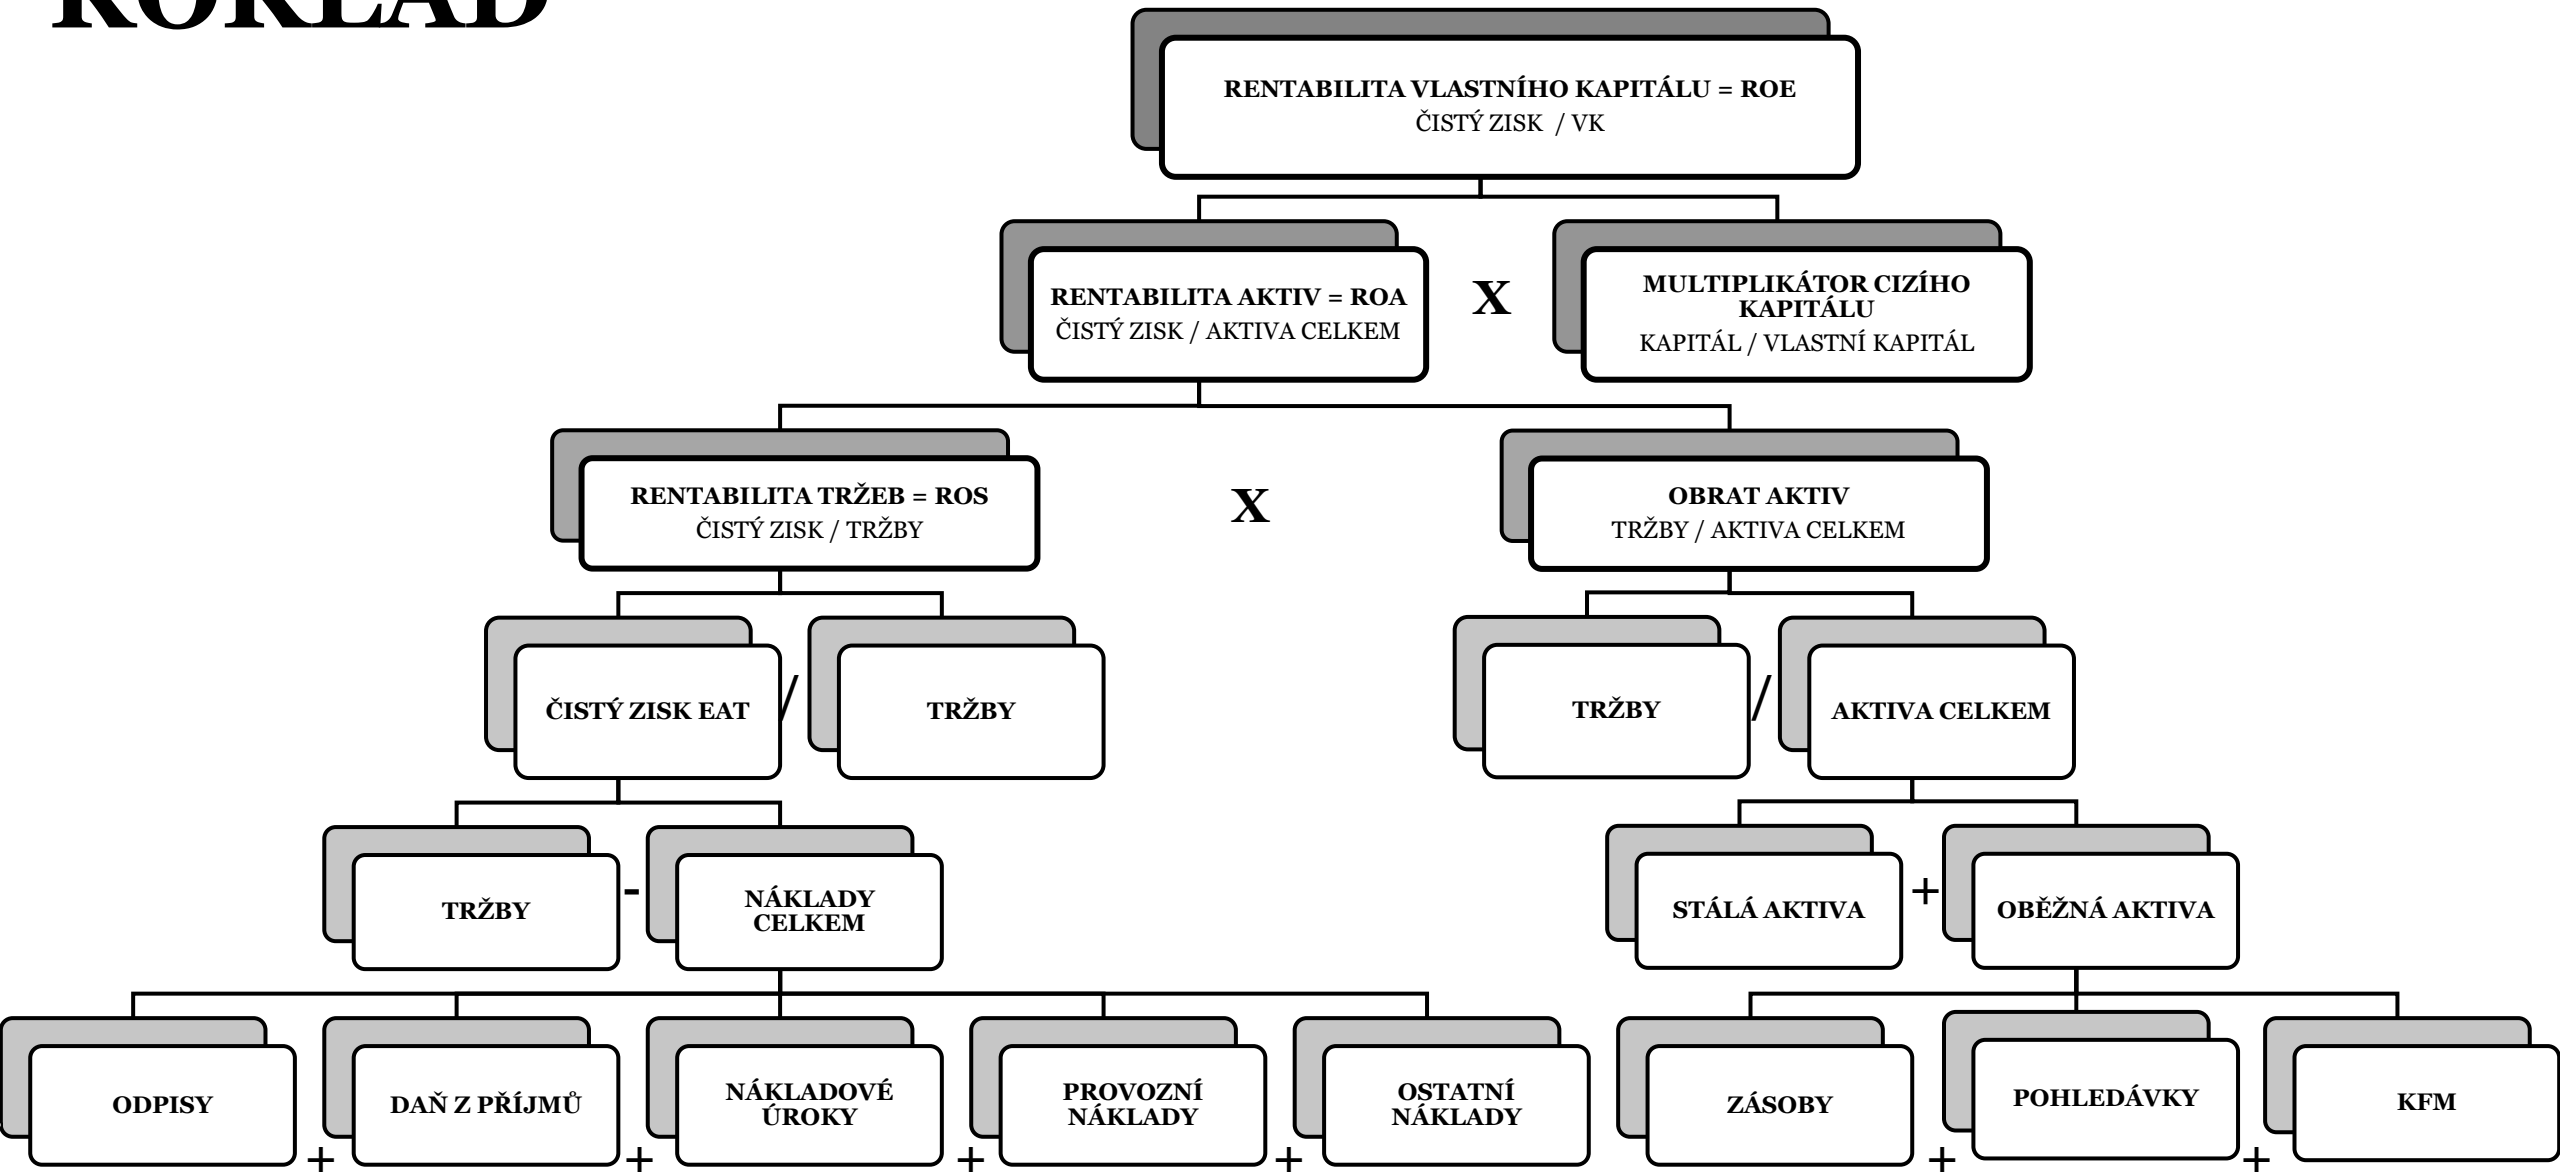 ROKLAD
RENTABILITA VLASTNÍHO KAPITÁLU = ROE
ČISTÝ ZISK / VK
RENTABILITA AKTIV = ROA
ČISTÝ ZISK / AKTIVA CELKEM
X
MULTIPLIKÁTOR CIZÍHO
KAPITÁLU
KAPITÁL / VLASTNÍ KAPITÁL
RENTABILITA TRŽEB = ROS
ČISTÝ ZISK / TRŽBY
X
OBRAT AKTIV
TRŽBY / AKTIVA CELKEM
ČISTÝ ZISK EAT
/
TRŽBY
TRŽBY
/
AKTIVA CELKEM
TRŽBY
-
NÁKLADY
CELKEM
STÁLÁ AKTIVA
+
OBĚŽNÁ AKTIVA
ODPISY
+
DAŇ Z PŘÍJMŮ
+
NÁKLADOVÉ
ÚROKY
+
PROVOZNÍ
NÁKLADY
+
OSTATNÍ
NÁKLADY
ZÁSOBY
+
POHLEDÁVKY
+
KFM